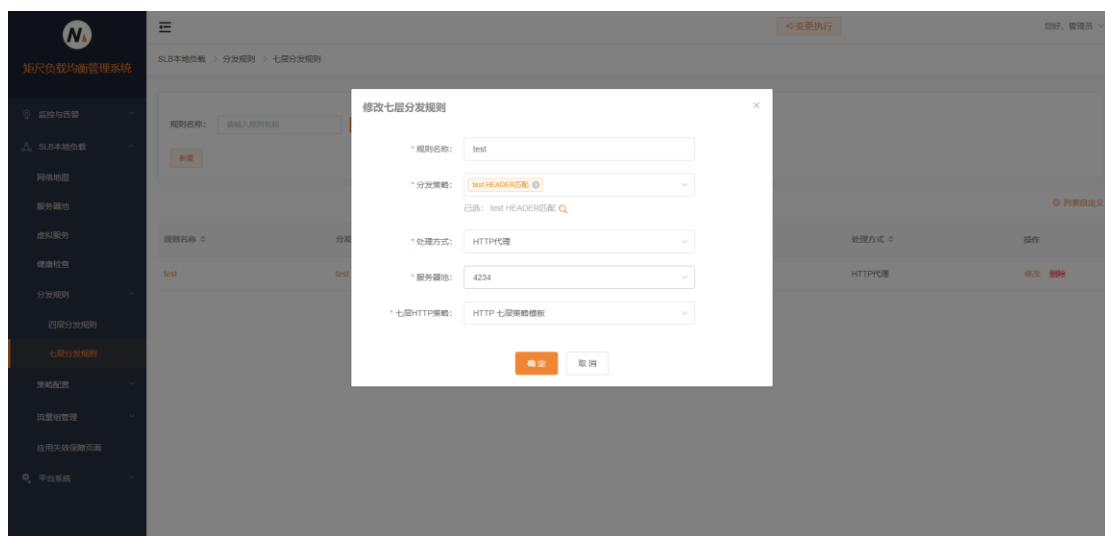 变更执行
您好，管理员
矩尺负载均衡管理系统
SLB本地负载 > 分发规则 > 七层分发规则
监控与告警
SLB本地负载
网络地图
服务器池
虚拟服务
健康检查
分发规则
四层分发规则
七层分发规则
策略配置
流量组管理
应用失效保障页面
平台系统
规则名称： 请输入规则名称
新建
列表自定义
规则名称 处理方式 操作
test test HTTP代理 修改 删除
修改七层分发规则
* 规则名称： test
* 分发策略： test HEADER匹配
已选： test HEADER匹配
* 处理方式： HTTP代理
* 服务器池： 4234
* 七层HTTP策略： HTTP 七层策略模板
确定 取消